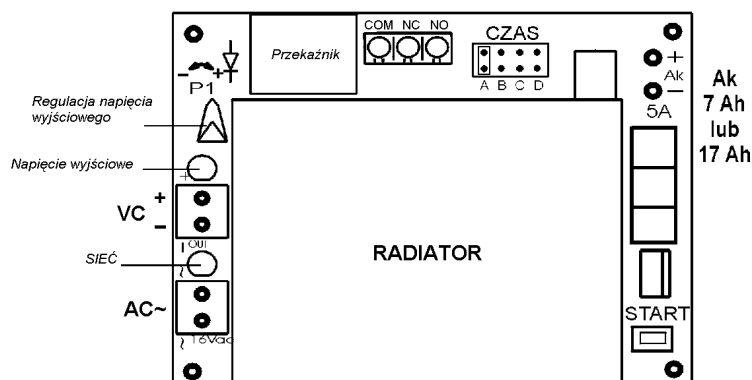 COM NC NO
CZAS
Przekaźnik
A B C D
+
Ak
−
5A
Ak
7 Ah
lub
17 Ah
− +
P1
Regulacja napięcia
wyjściowego
Napięcie wyjściowe
+
+
VC
−
OUT
SIEĆ
~
RADIATOR
AC~
~ 16Vac
START